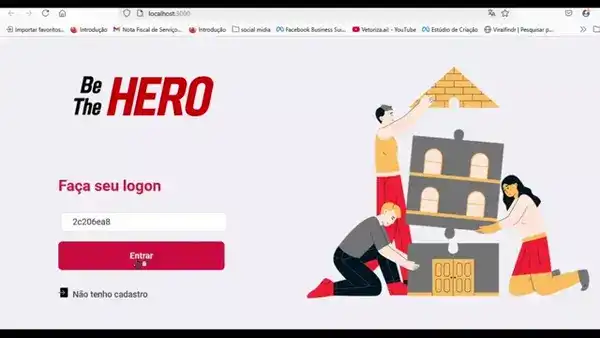 localhost:3000
Importar favoritos... Introdução Nota Fiscal de Serviço... Introdução social midia Facebook Business Su... Vetoriza.ai! - YouTube Estúdio de Criação Viralfindr | Pesquisar p...
Be
The HERO
Faça seu logon
2c206ea8
Entrar
Não tenho cadastro